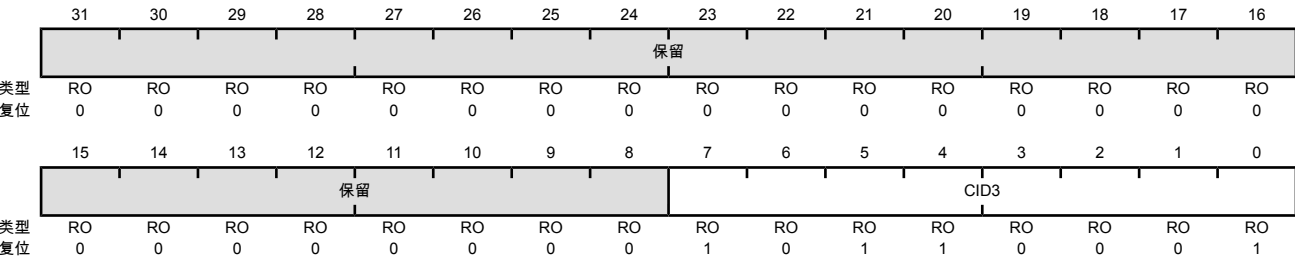 31 30 29 28 27 26 25 24 23 22 21 20 19 18 17 16
保留
类型 RO RO RO RO RO RO RO RO RO RO RO RO RO RO RO RO
复位 0 0 0 0 0 0 0 0 0 0 0 0 0 0 0 0
15 14 13 12 11 10 9 8 7 6 5 4 3 2 1 0
保留 CID3
类型 RO RO RO RO RO RO RO RO RO RO RO RO RO RO RO RO
复位 0 0 0 0 0 0 0 0 1 0 1 1 0 0 0 1